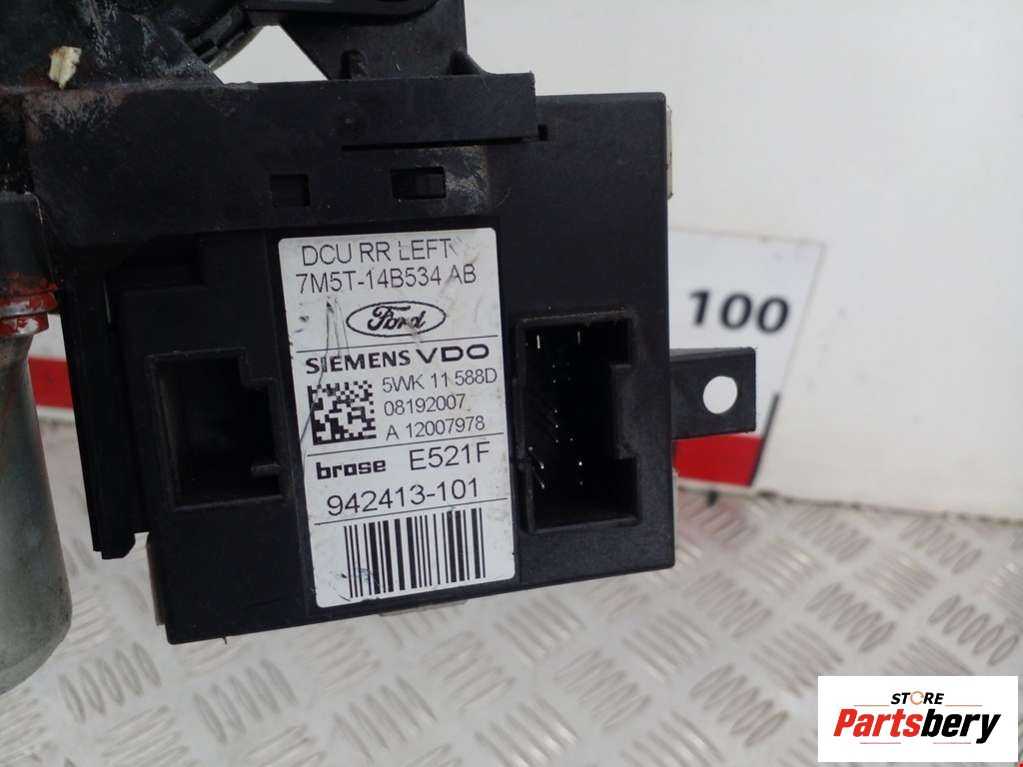 DCU RR LEFT
7M5T-14B534 AB
Ford
SIEMENS VDO
5WK 11 588D
08192007
A 12007978
brose E521F
942413-101
100
STORE
Partsbery